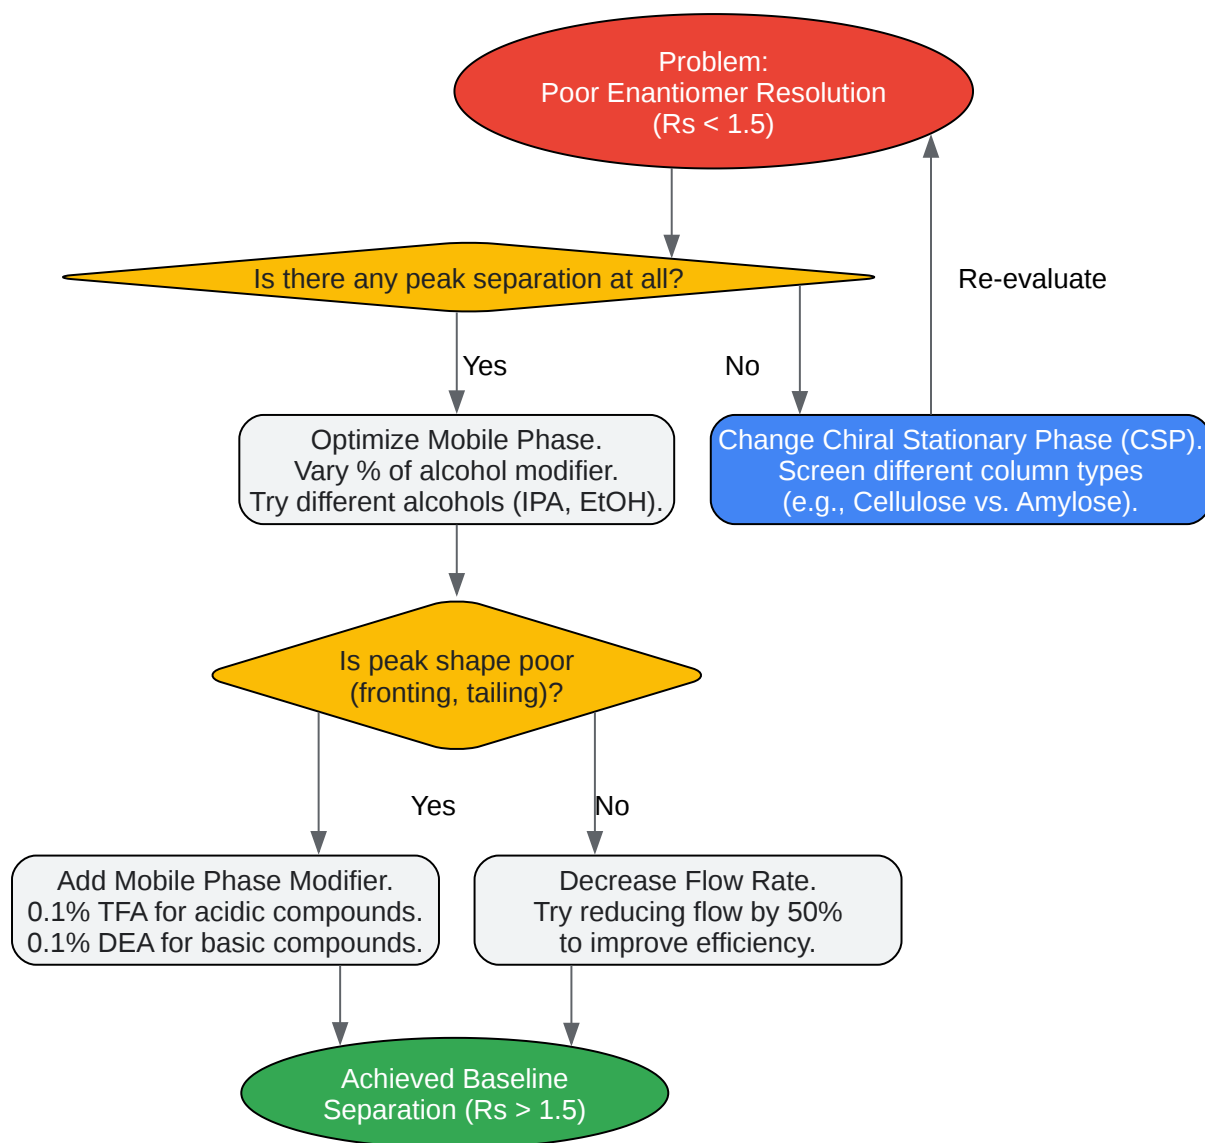 Problem:
Poor Enantiomer Resolution
(Rs < 1.5)
Is there any peak separation at all?
Re-evaluate
Yes
No
Optimize Mobile Phase.
Vary % of alcohol modifier.
Try different alcohols (IPA, EtOH).
Change Chiral Stationary Phase (CSP).
Screen different column types
(e.g., Cellulose vs. Amylose).
Is peak shape poor
(fronting, tailing)?
Yes
No
Add Mobile Phase Modifier.
0.1% TFA for acidic compounds.
0.1% DEA for basic compounds.
Decrease Flow Rate.
Try reducing flow by 50%
to improve efficiency.
Achieved Baseline
Separation (Rs > 1.5)